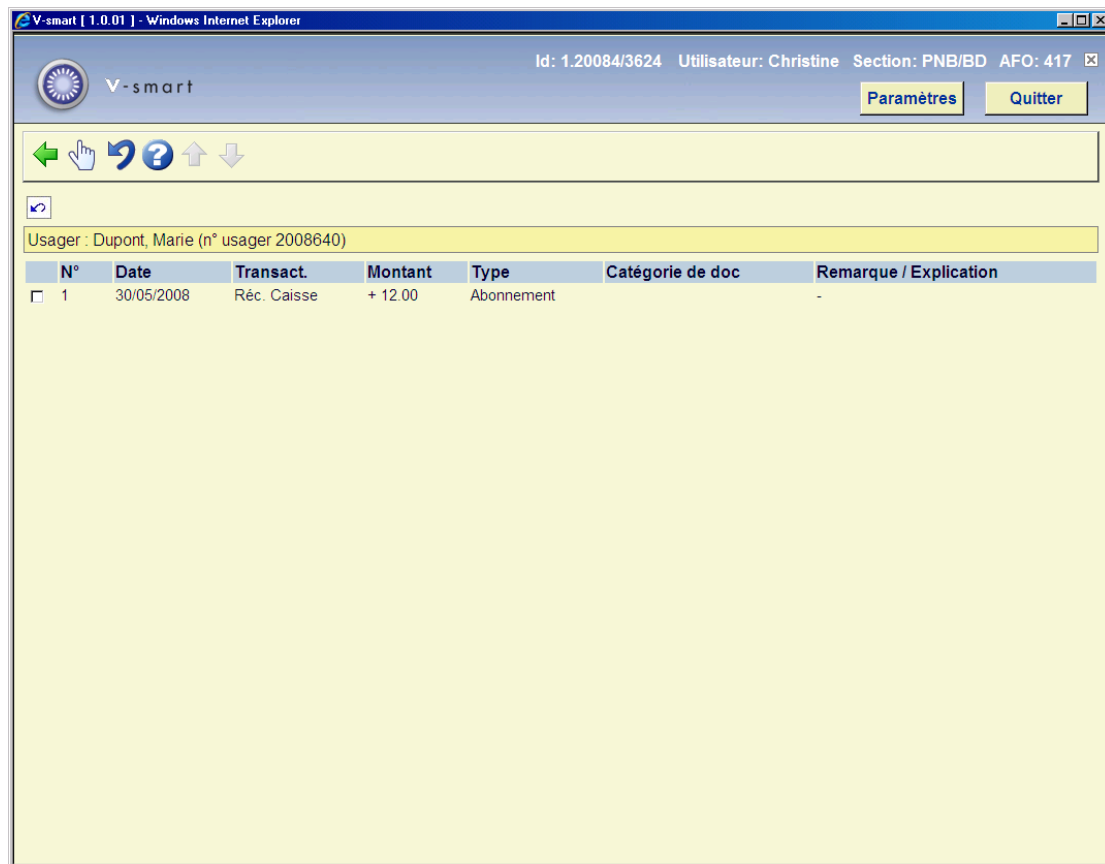 V-smart [ 1.0.01 ] - Windows Internet Explorer
Id: 1.20084/3624 Utilisateur: Christine Section: PNB/BD AFO: 417
V-smart
Paramètres Quitter
Usager : Dupont, Marie (n° usager 2008640)
N° Date Transact. Montant Type Catégorie de doc Remarque / Explication
1 30/05/2008 Réc. Caisse + 12.00 Abonnement -